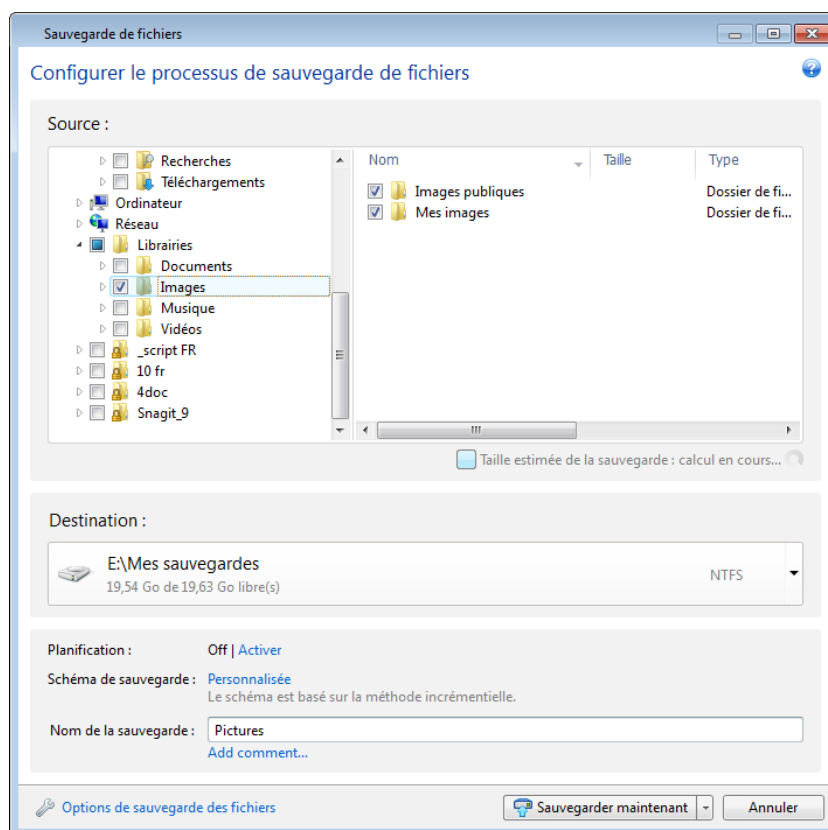 Sauvegarde de fichiers
Configurer le processus de sauvegarde de fichiers
Source :
Recherches
Téléchargements
Ordinateur
Réseau
Librairies
Documents
Images
Musique
Vidéos
_script FR
10 fr
4doc
Snagit_9
Nom Taille Type
Images publiques Dossier de fi...
Mes images Dossier de fi...
Taille estimée de la sauvegarde : calcul en cours...
Destination :
E:\Mes sauvegardes
19,54 Go de 19,63 Go libre(s)
NTFS
Planification : Off | Activer
Schéma de sauvegarde : Personnalisée
Le schéma est basé sur la méthode incrémentielle.
Nom de la sauvegarde : Pictures
Add comment...
Options de sauvegarde des fichiers Sauvegarder maintenant Annuler